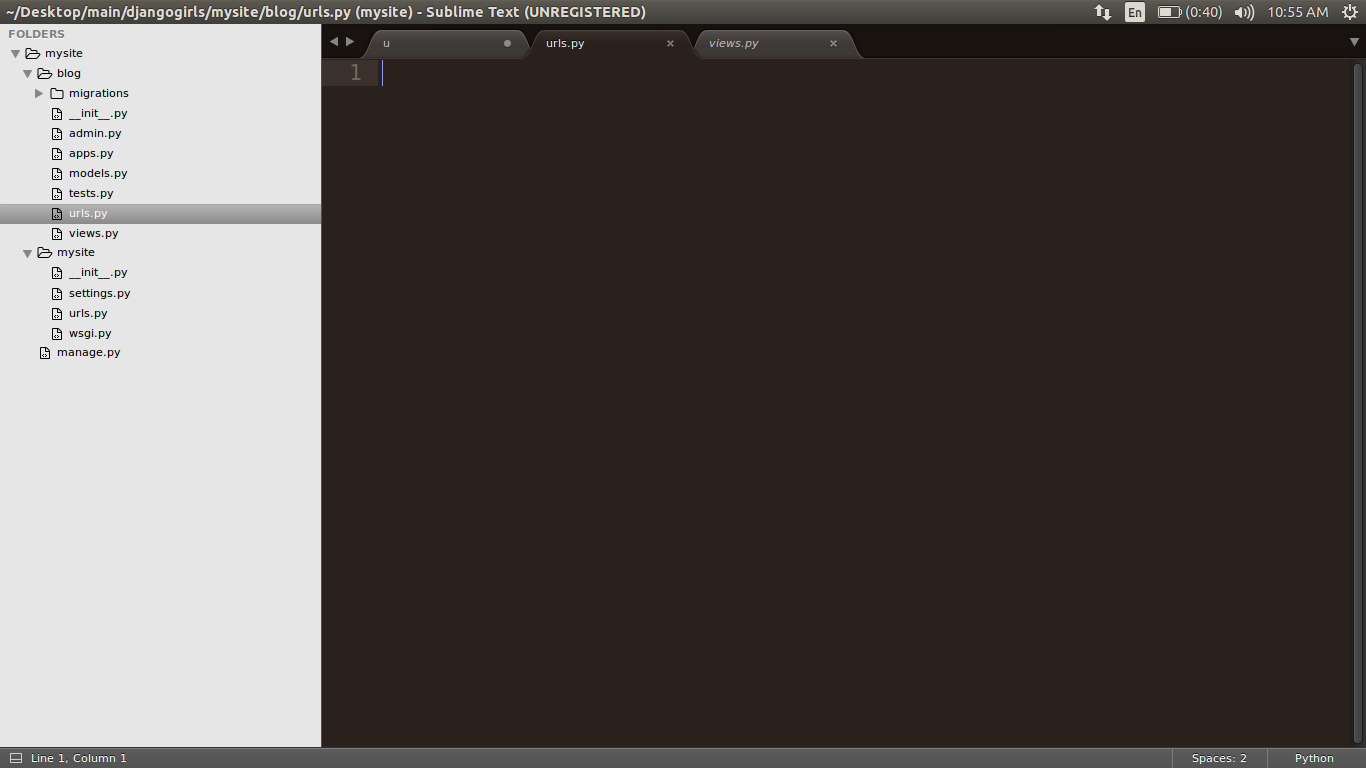 ~/Desktop/main/djangogirls/mysite/blog/urls.py (mysite) - Sublime Text (UNREGISTERED)
En (0:40) 10:55 AM
FOLDERS
mysite
blog
migrations
__init__.py
admin.py
apps.py
models.py
tests.py
urls.py
views.py
mysite
__init__.py
settings.py
urls.py
wsgi.py
manage.py
u urls.py views.py
1
Line 1, Column 1 Spaces: 2 Python